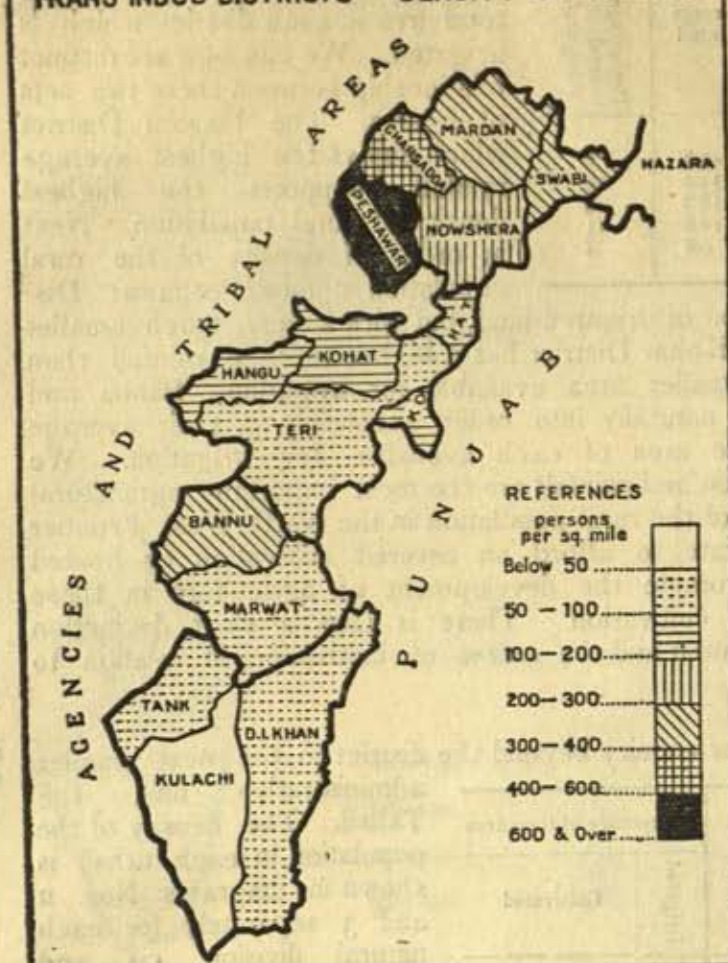 TRANS INDUS DISTRICTS
TRIBAL AREAS
AND
AGENCIES
PUNJAB
HAZARA
MARDAN
CHARSADDA
SWABI
PESHAWAR
NOWSHERA
HANGU
KOHAT
KOHAT
TERI
BANNU
MARWAT
TANK
KULACHI
D.I.KHAN
REFERENCES
persons
per sq. mile
Below 50
50 — 100
100 — 200
200 — 300
300 — 400
400 — 600
600 & Over